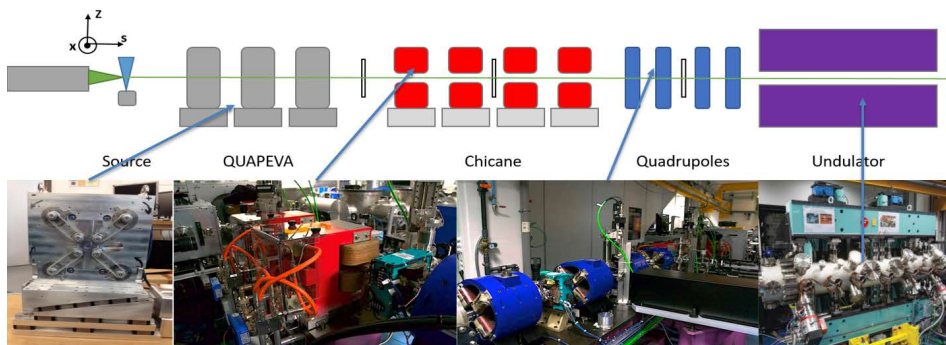 Z
X
s
Source
QUAPEVA
Chicane
Quadrupoles
Undulator